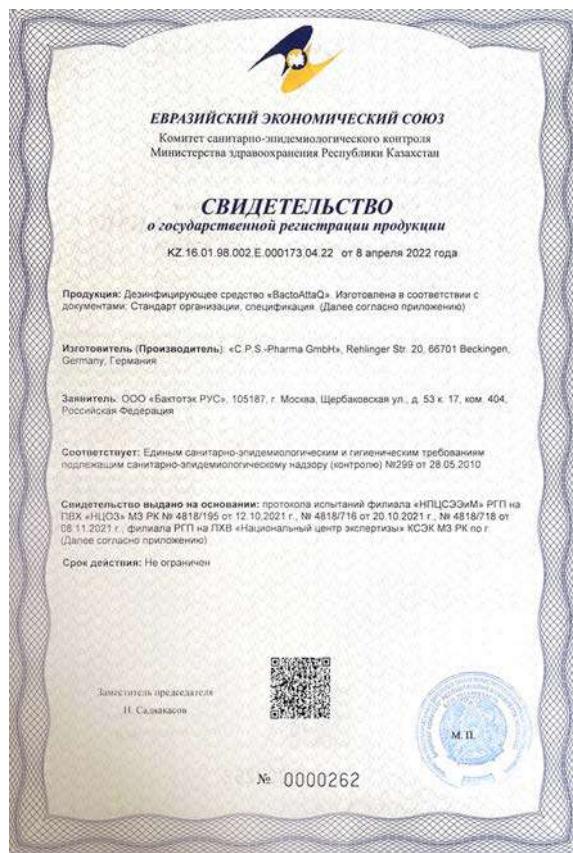 ЕВРАЗИЙСКИЙ ЭКОНОМИЧЕСКИЙ СОЮЗ
Комитет санитарно-эпидемиологического контроля
Министерства здравоохранения Республики Казахстан
СВИДЕТЕЛЬСТВО
о государственной регистрации продукции
KZ.16.01.98.002.E.000173.04.22 от 8 апреля 2022 года
Продукция: Дезинфицирующее средство «BactoAttaQ». Изготовлена в соответствии с
документами: Стандарт организации, спецификация. (Далее согласно приложению)
Изготовитель (Производитель): «C.P.S.-Pharma GmbH», Rehlinger Str. 20, 66701 Beckingen,
Germany, Германия
Заявитель: ООО «Бактотэк РУС», 105187, г. Москва, Щербаковская ул., д. 53 к. 17, ком. 404,
Российская Федерация
Соответствует: Единым санитарно-эпидемиологическим и гигиеническим требованиям
подлежащим санитарно-эпидемиологическому надзору (контролю) №299 от 28.05.2010
Свидетельство выдано на основании: протокола испытаний филиала «НПЦСЭЭиМ» РГП на
ПВХ «НЦОЗ» МЗ РК № 4818/195 от 12.10.2021 г., № 4818/716 от 20.10.2021 г., № 4818/718 от
08.11.2021 г., филиала РГП на ПХВ «Национальный центр экспертизы» КСЭК МЗ РК по г.
(Далее согласно приложению)
Срок действия: Не ограничен
Заместитель председателя
Н. Садвакасов
М. П.
№ 0000262